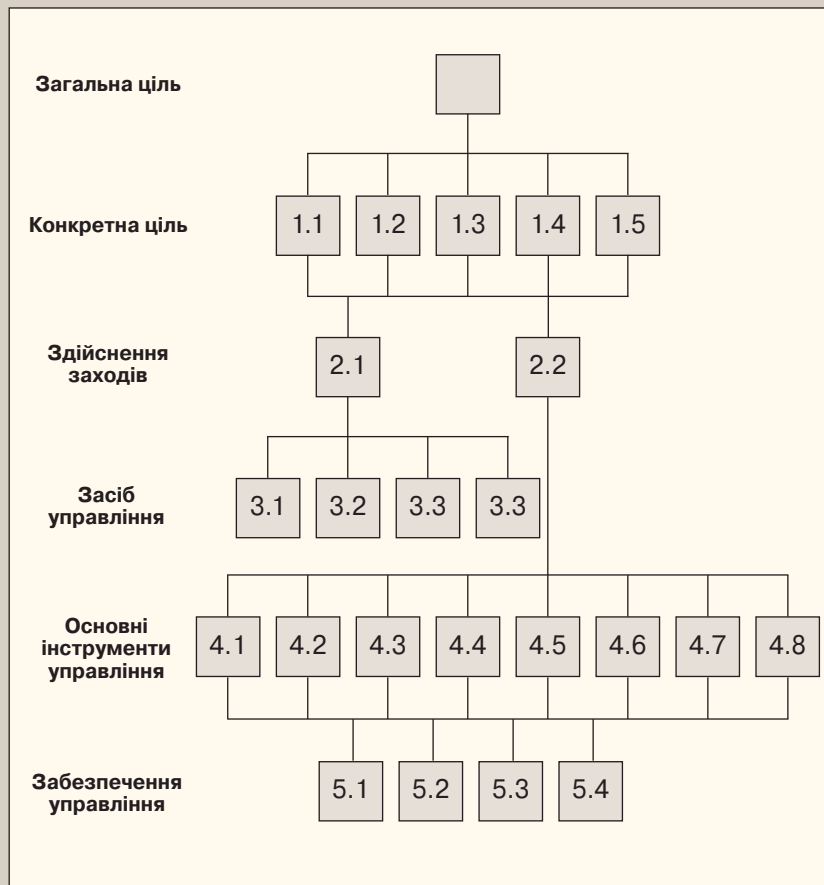 Загальна ціль
Конкретна ціль
1.1 1.2 1.3 1.4 1.5
Здійснення
заходів
2.1 2.2
Засіб
управління
3.1 3.2 3.3 3.3
Основні
інструменти
управління
4.1 4.2 4.3 4.4 4.5 4.6 4.7 4.8
Забезпечення
управління
5.1 5.2 5.3 5.4